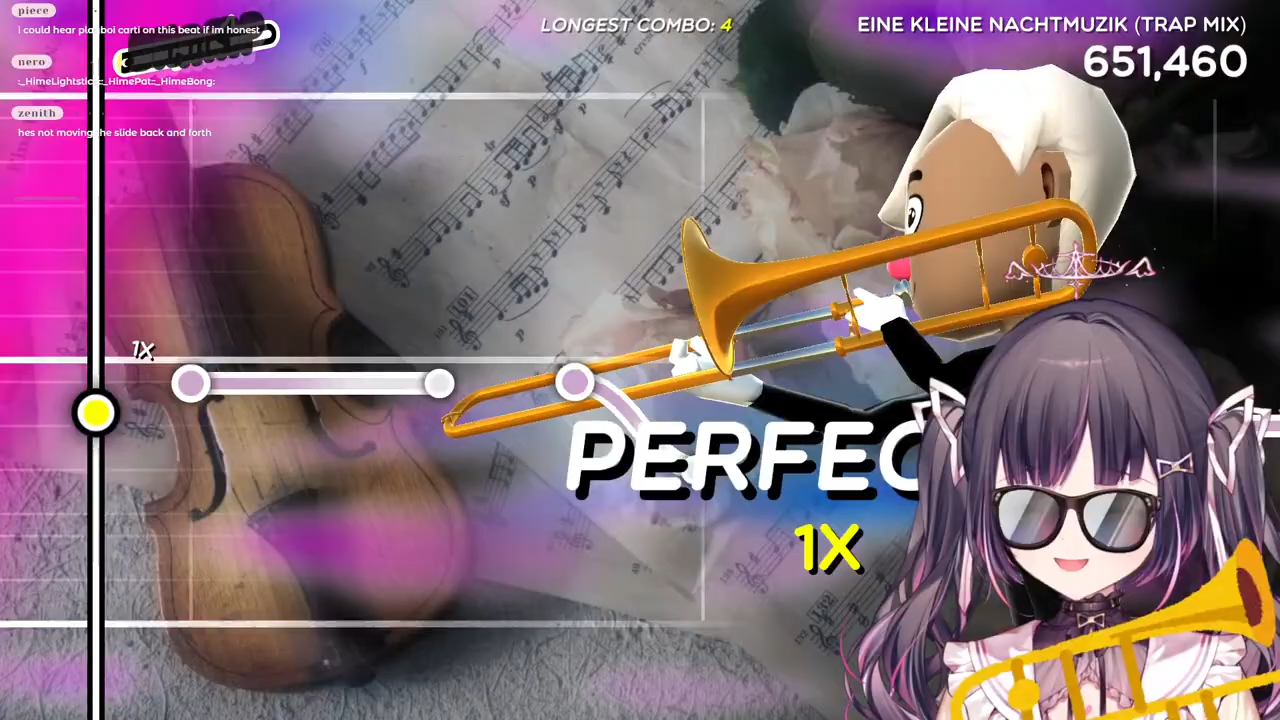 piece
I could hear playboi carti on this beat if im honest
nero
:_HimeLightstick::_HimePat::_HimeBong:
zenith
hes not moving the slide back and forth
LONGEST COMBO: 4
EINE KLEINE NACHTMUZIK (TRAP MIX)
651,460
1X
PERFEC
1X